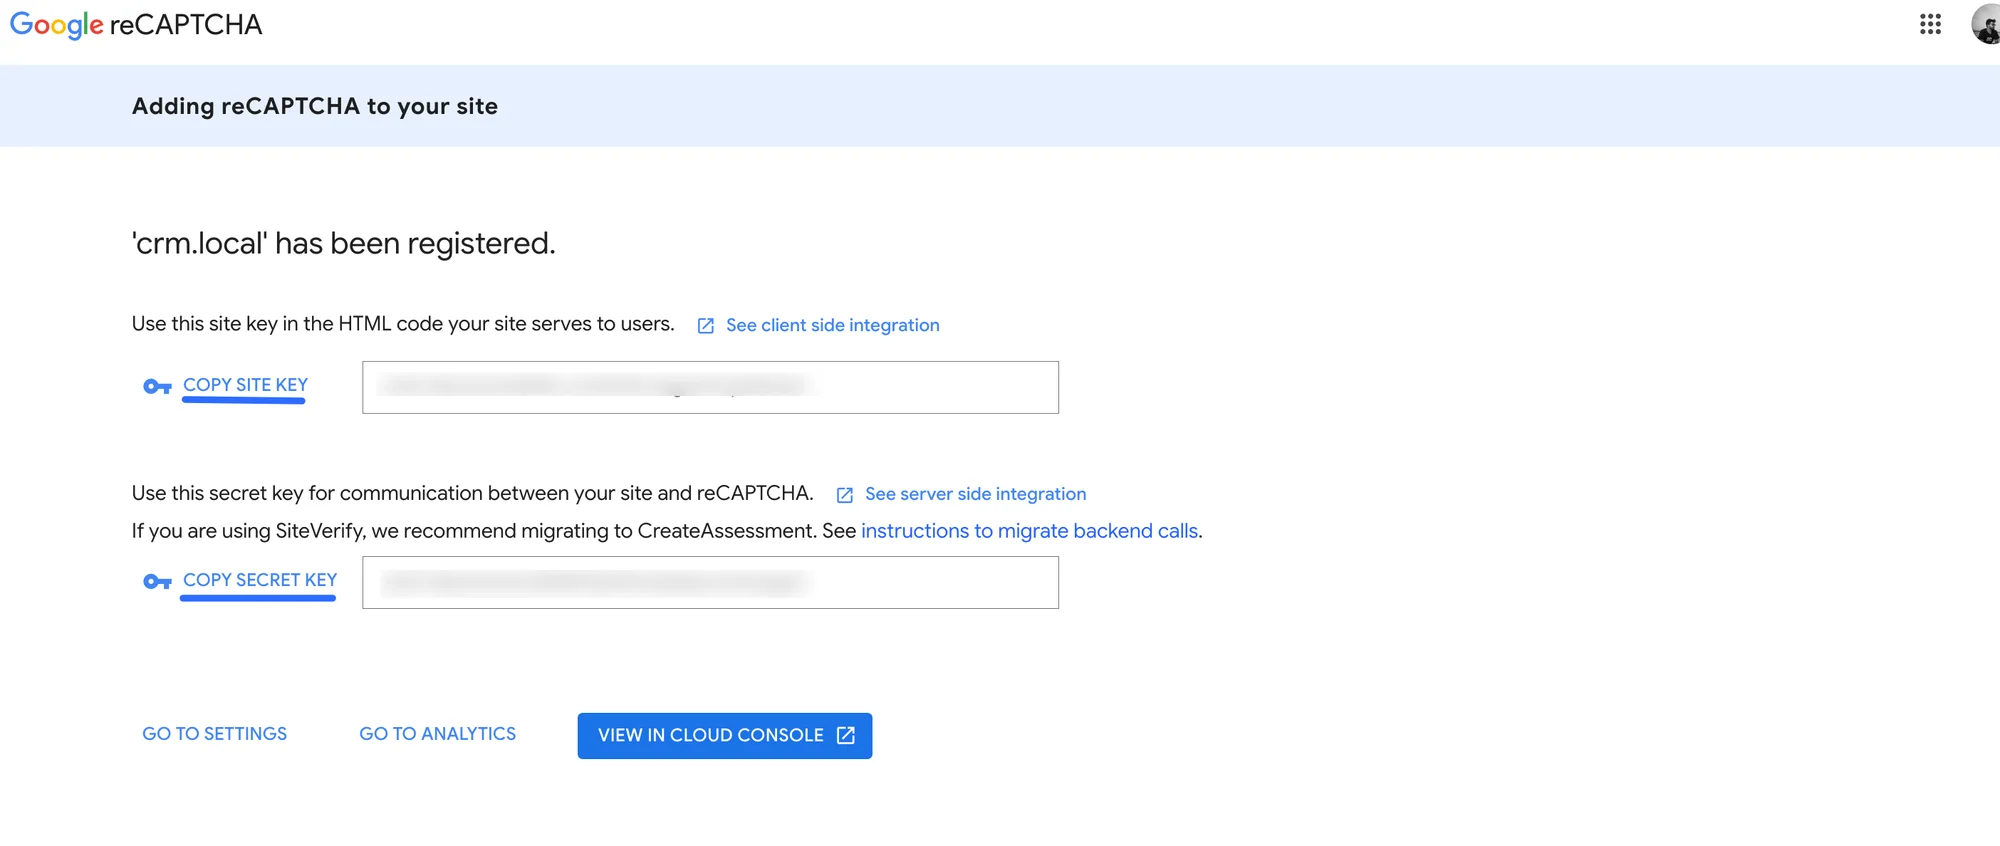 Google reCAPTCHA
Adding reCAPTCHA to your site
'crm.local' has been registered.
Use this site key in the HTML code your site serves to users. See client side integration
COPY SITE KEY
Use this secret key for communication between your site and reCAPTCHA. See server side integration
If you are using SiteVerify, we recommend migrating to CreateAssessment. See instructions to migrate backend calls.
COPY SECRET KEY
GO TO SETTINGS GO TO ANALYTICS VIEW IN CLOUD CONSOLE